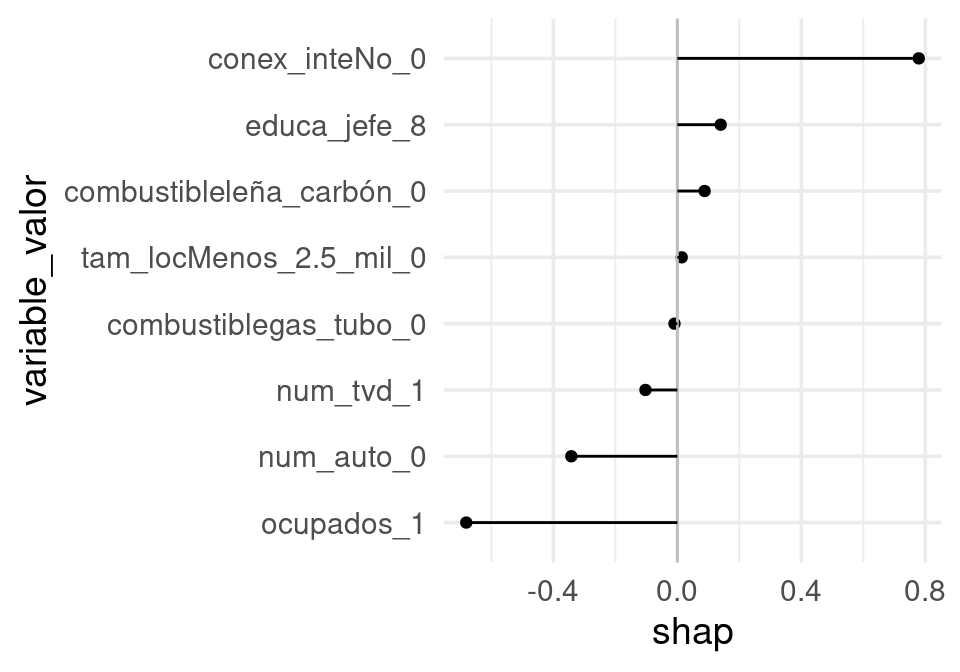 conex_inteNo_0
educa_jefe_8
combustibleleña_carbón_0
tam_locMenos_2.5_mil_0
combustiblegas_tubo_0
num_tvd_1
num_auto_0
ocupados_1
variable_valor
-0.4 0.0 0.4 0.8
shap